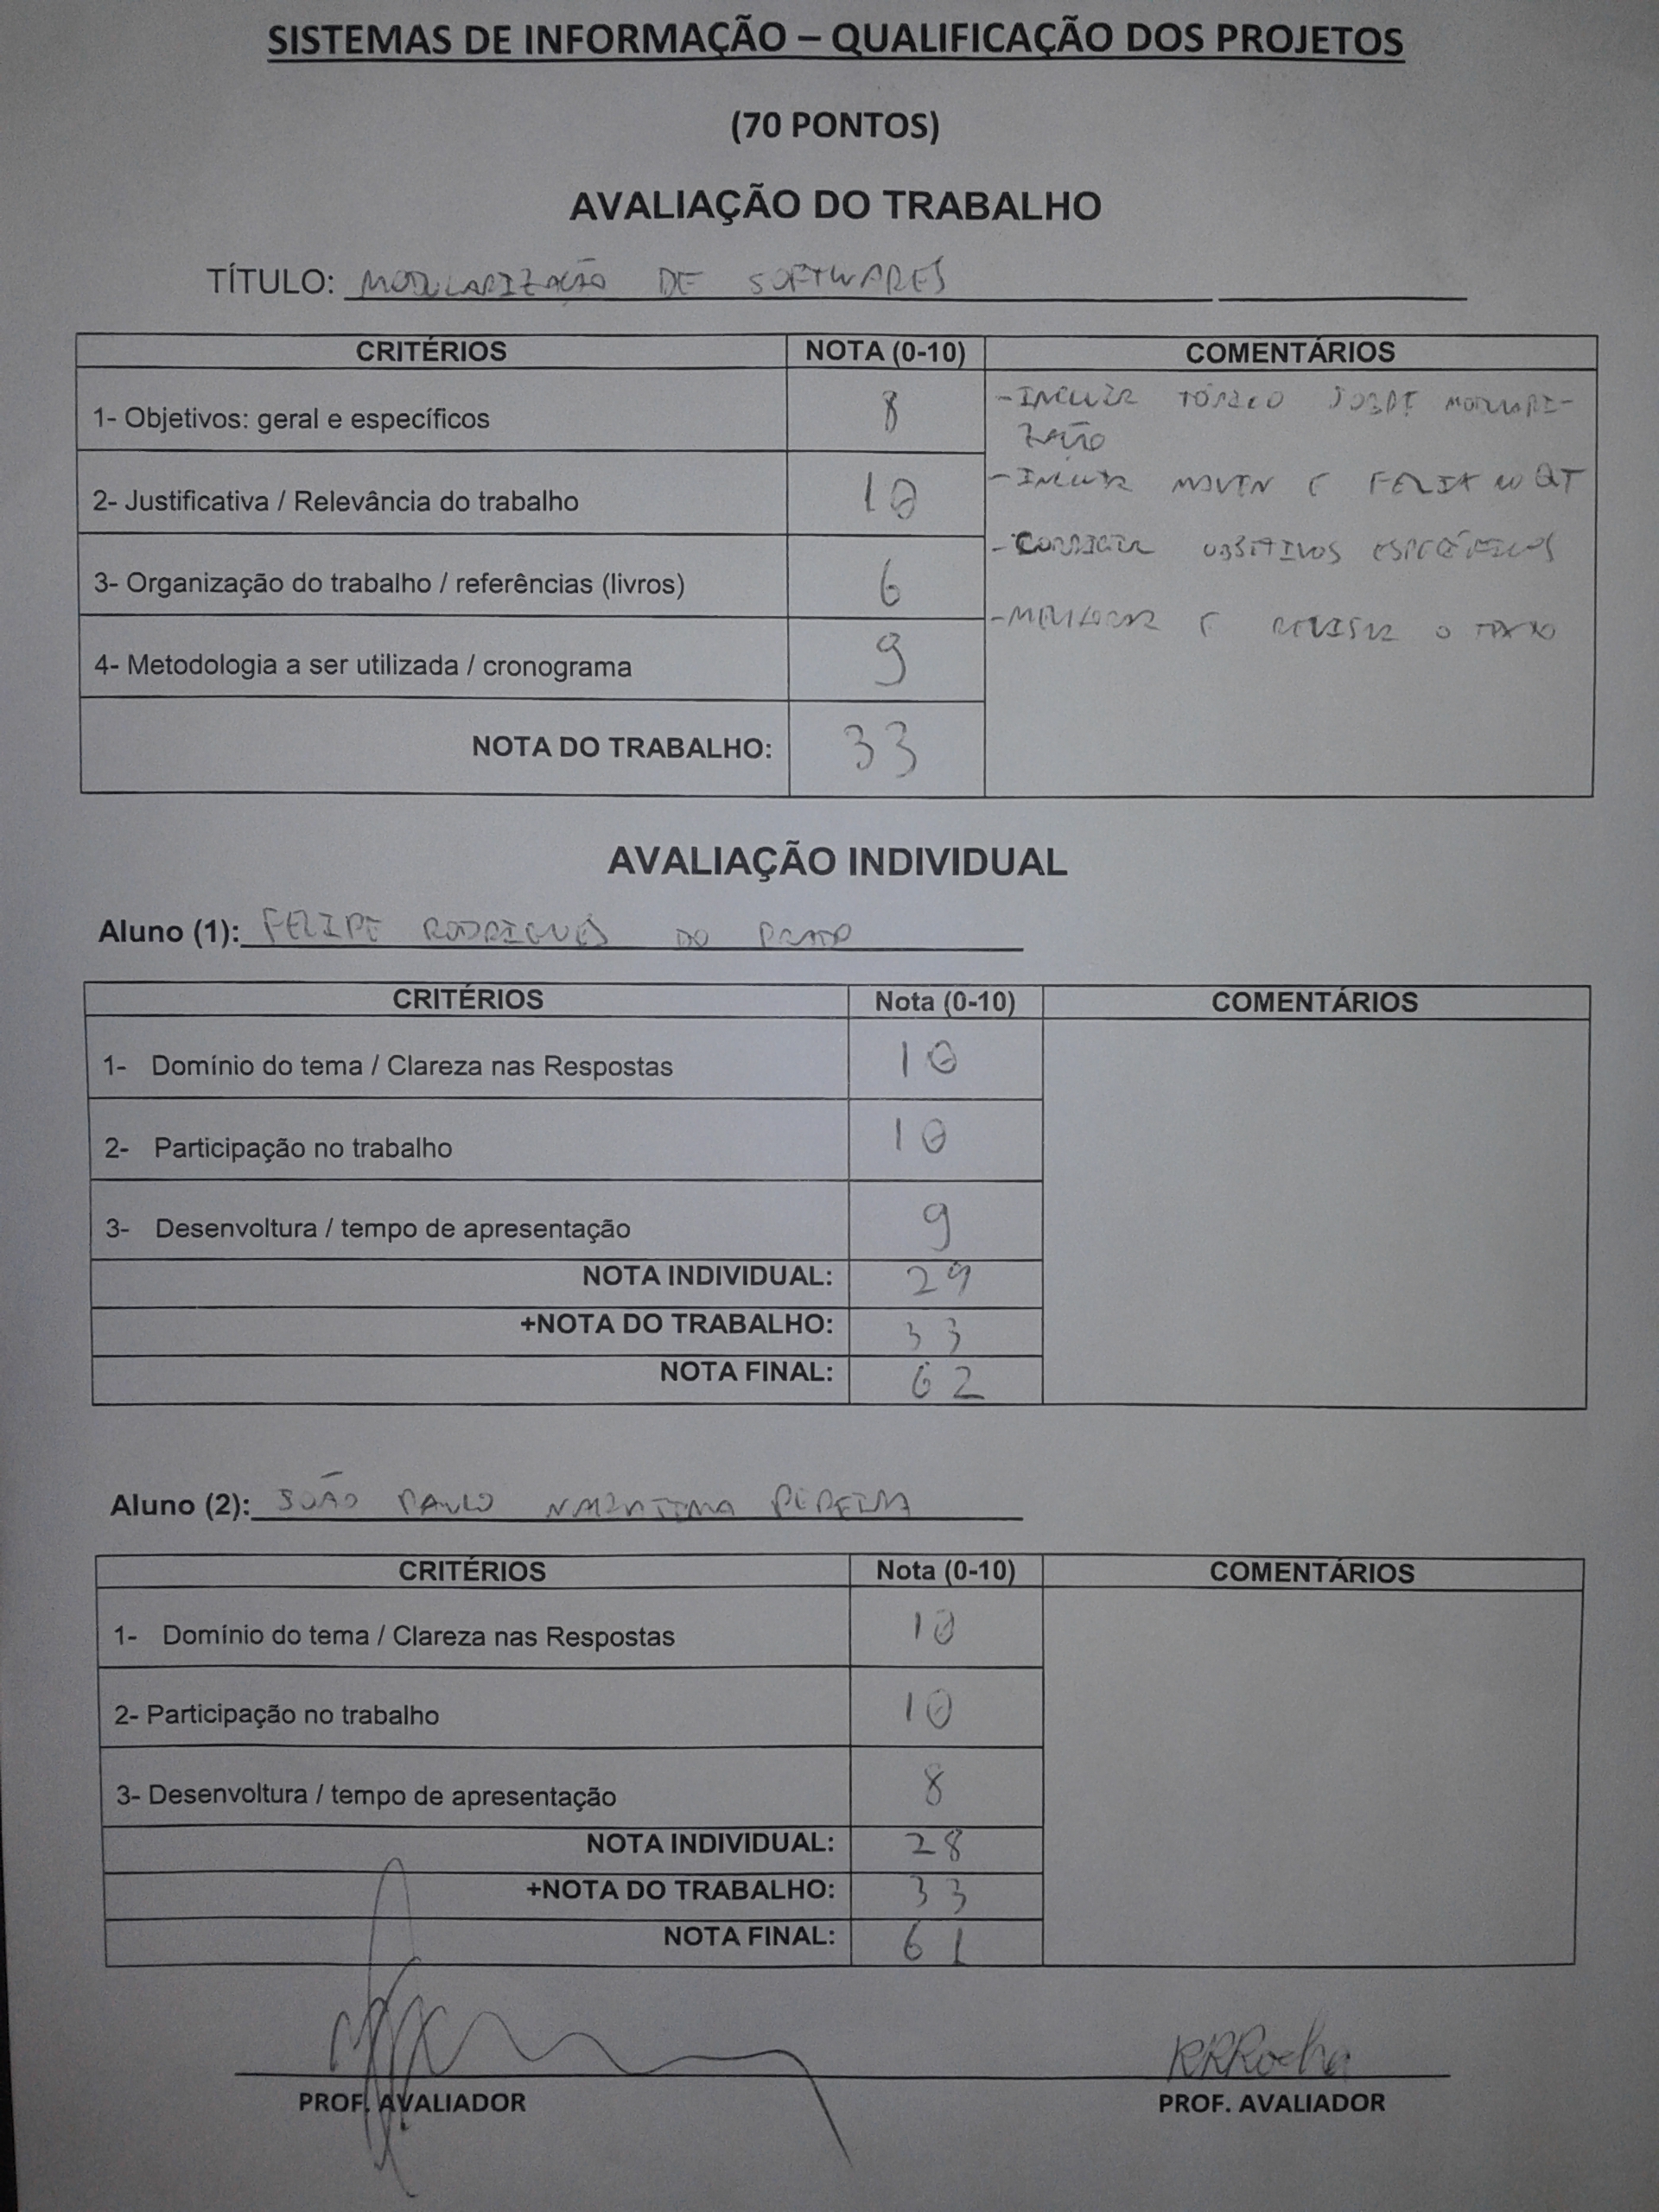 SISTEMAS DE INFORMAÇÃO – QUALIFICAÇÃO DOS PROJETOS
(70 PONTOS)
AVALIAÇÃO DO TRABALHO
TÍTULO: MODULARIZAÇÃO DE SOFTWARES
CRITÉRIOS NOTA (0-10) COMENTÁRIOS
1- Objetivos: geral e específicos 8
- INCLUIR TÓPICO SOBRE MODULARI-
ZAÇÃO
2- Justificativa / Relevância do trabalho 10
- INCLUIR MAVEN E FELIX NO QT
3- Organização do trabalho / referências (livros) 6
- CORRIGIR OBJETIVOS ESPECÍFICOS
4- Metodologia a ser utilizada / cronograma 9
- MELHORAR E REVISAR O TEXTO
NOTA DO TRABALHO: 33
AVALIAÇÃO INDIVIDUAL
Aluno (1): FELIPE RODRIGUES DO PRADO
CRITÉRIOS Nota (0-10) COMENTÁRIOS
1- Domínio do tema / Clareza nas Respostas 10
2- Participação no trabalho 10
3- Desenvoltura / tempo de apresentação 9
NOTA INDIVIDUAL: 29
+NOTA DO TRABALHO: 33
NOTA FINAL: 62
Aluno (2): JOÃO PAULO PEREIRA
CRITÉRIOS Nota (0-10) COMENTÁRIOS
1- Domínio do tema / Clareza nas Respostas 10
2- Participação no trabalho 10
3- Desenvoltura / tempo de apresentação 8
NOTA INDIVIDUAL: 28
+NOTA DO TRABALHO: 33
NOTA FINAL: 61
RRRocha
PROF. AVALIADOR PROF. AVALIADOR